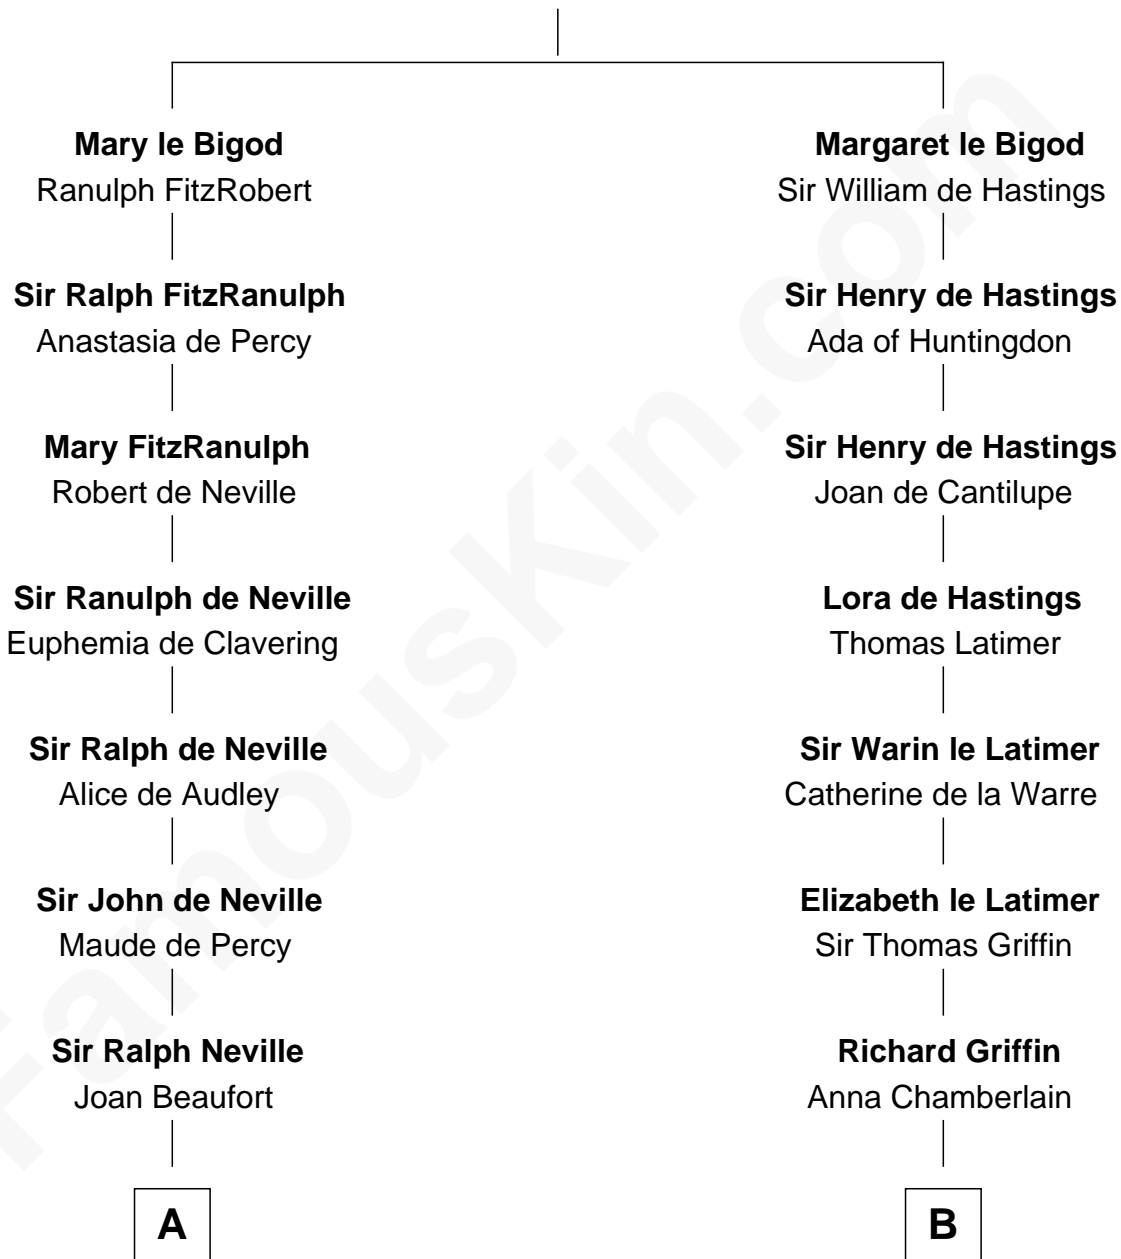 Mary le Bigod
Ranulph FitzRobert
Sir Ralph FitzRanulph
Anastasia de Percy
Mary FitzRanulph
Robert de Neville
Sir Ranulph de Neville
Euphemia de Clavering
Sir Ralph de Neville
Alice de Audley
Sir John de Neville
Maude de Percy
Sir Ralph Neville
Joan Beaufort
A
Margaret le Bigod
Sir William de Hastings
Sir Henry de Hastings
Ada of Huntingdon
Sir Henry de Hastings
Joan de Cantilupe
Lora de Hastings
Thomas Latimer
Sir Warin le Latimer
Catherine de la Warre
Elizabeth le Latimer
Sir Thomas Griffin
Richard Griffin
Anna Chamberlain
B
FamousKin.com